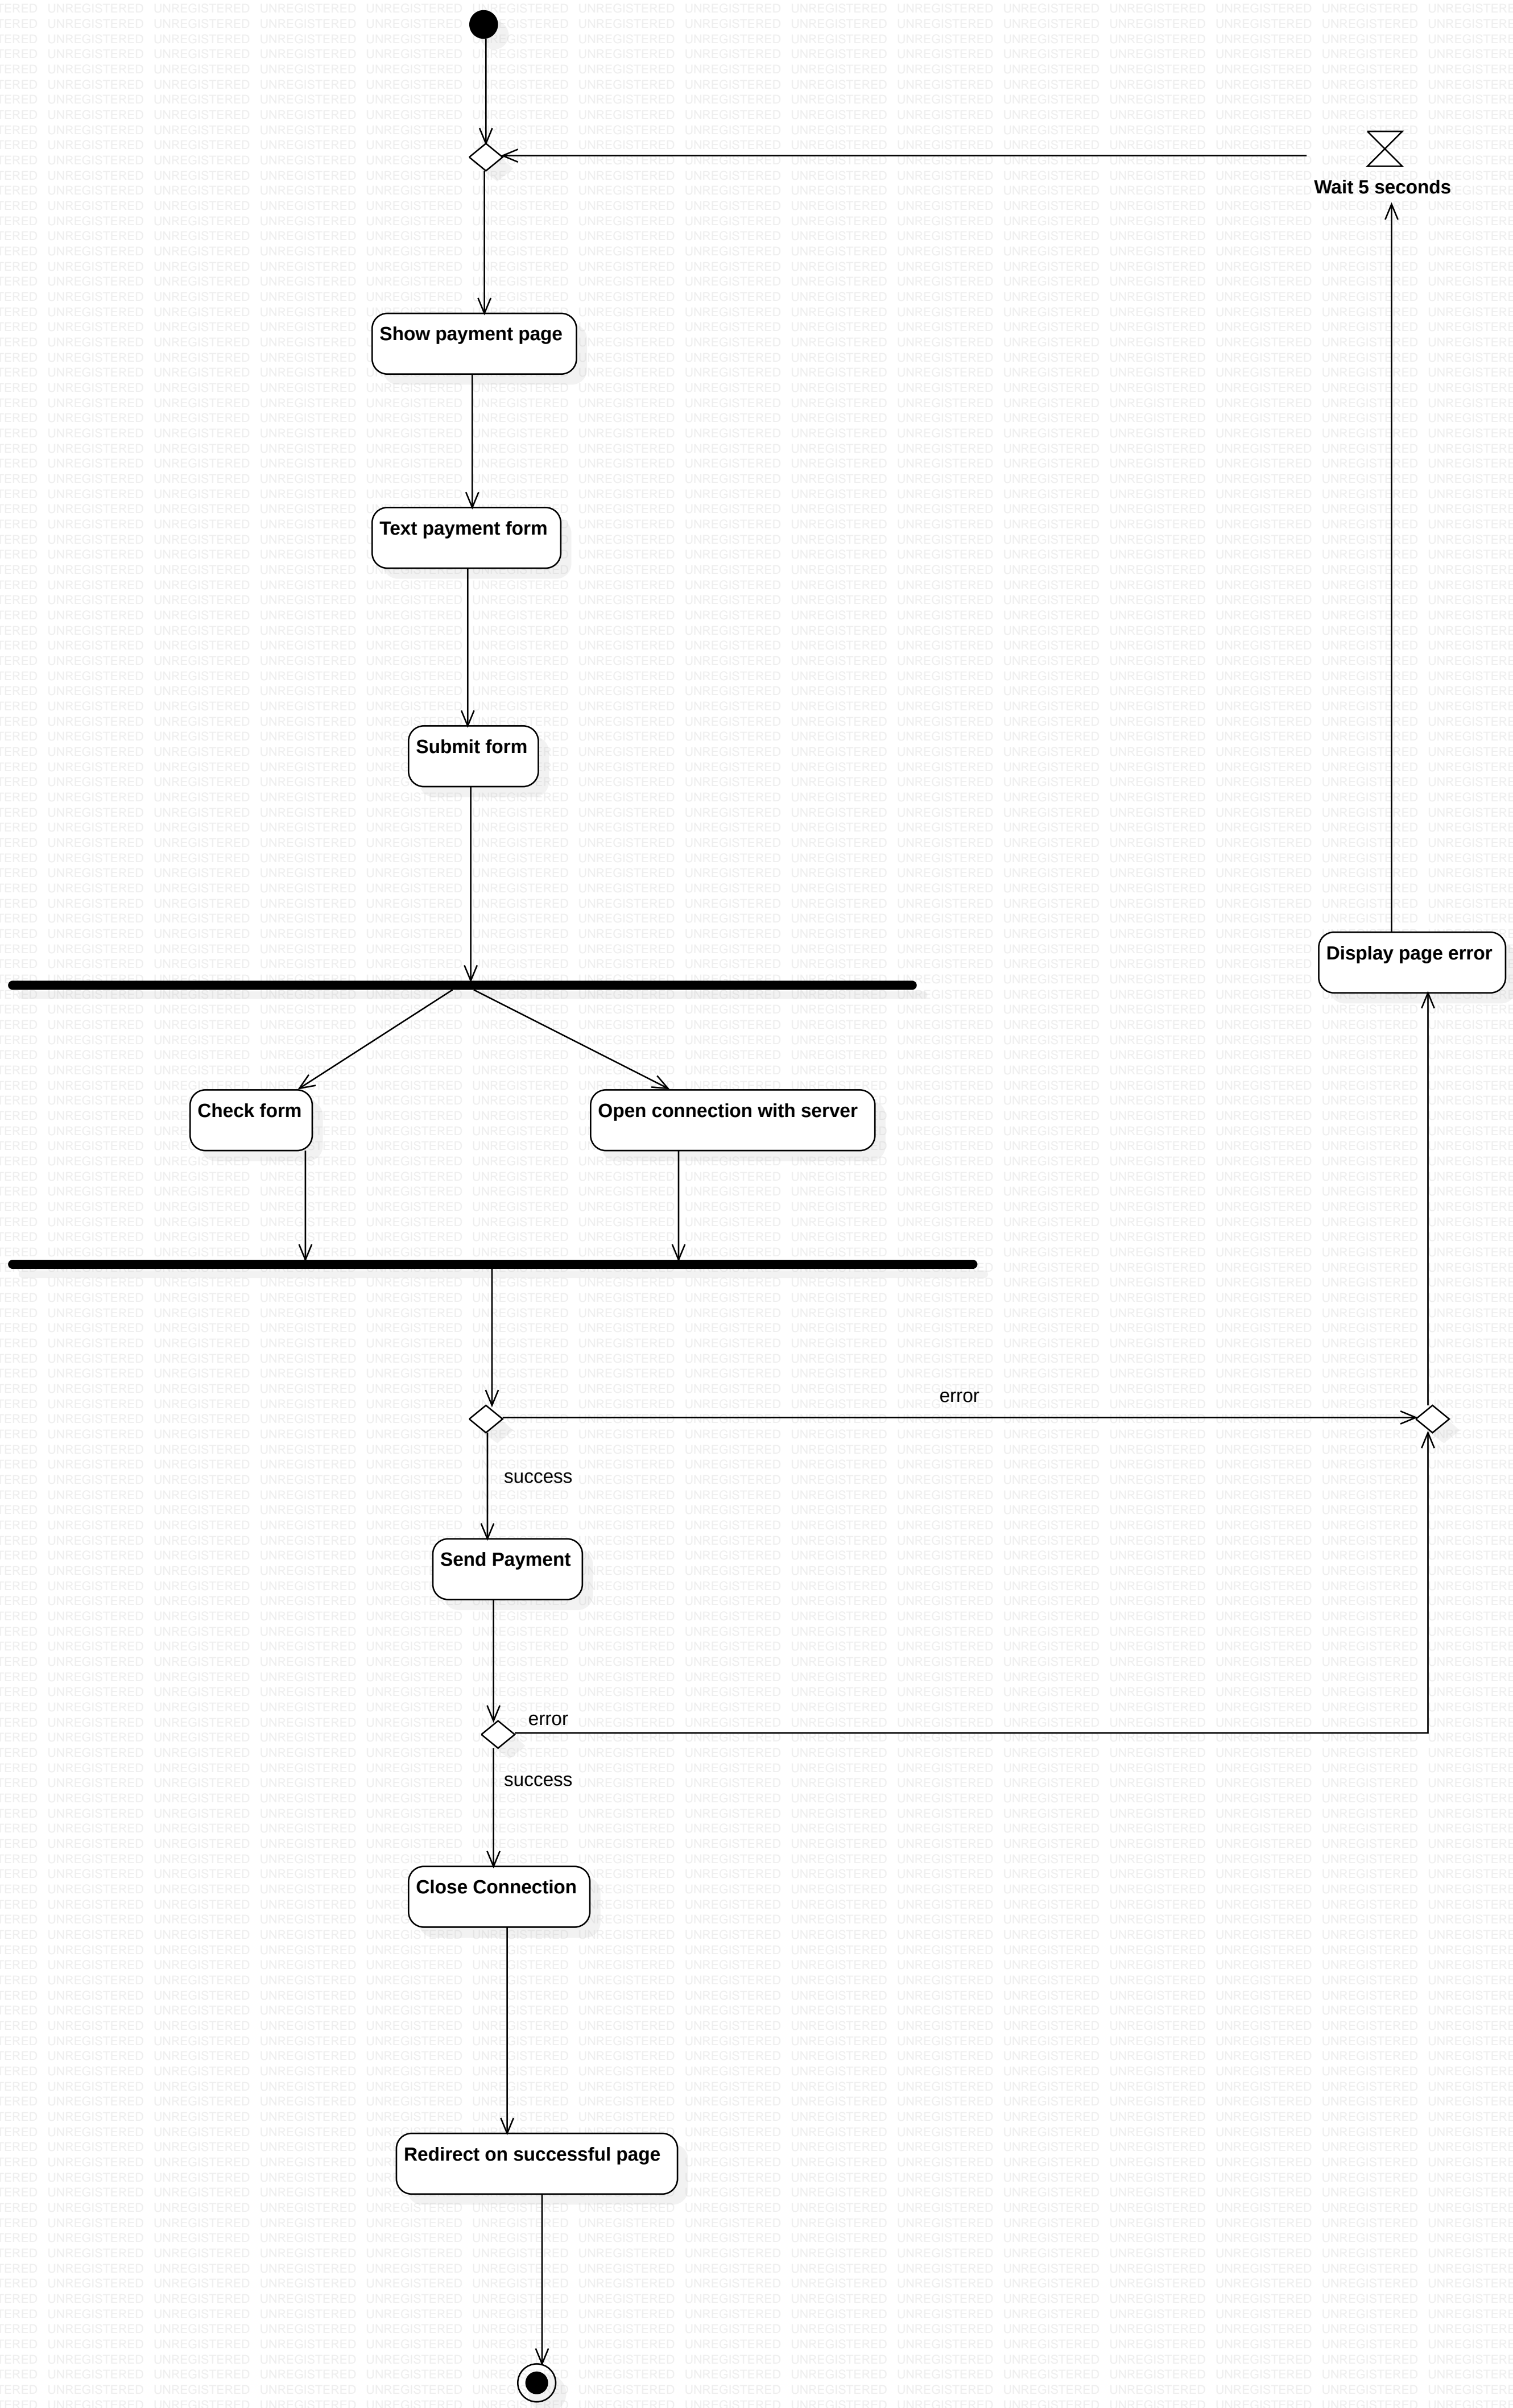 Wait 5 seconds
Show payment page
Text payment form
Submit form
Display page error
Check form
Open connection with server
error
success
Send Payment
error
success
Close Connection
Redirect on successful page
UNREGISTERED